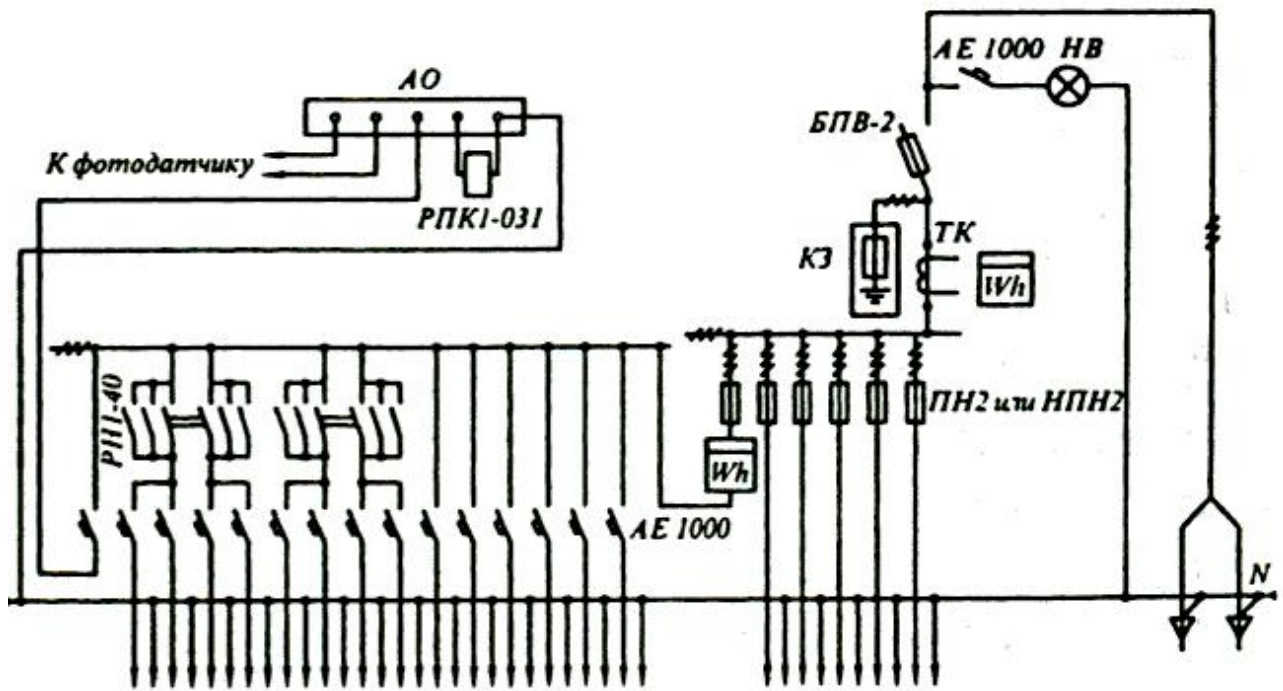 АЕ 1000 НВ
АО
БПВ-2
К фотодатчику
РПК1-031
ТК
КЗ
Wh
РН1-40
ПН2 или НПН2
Wh
АЕ 1000
N